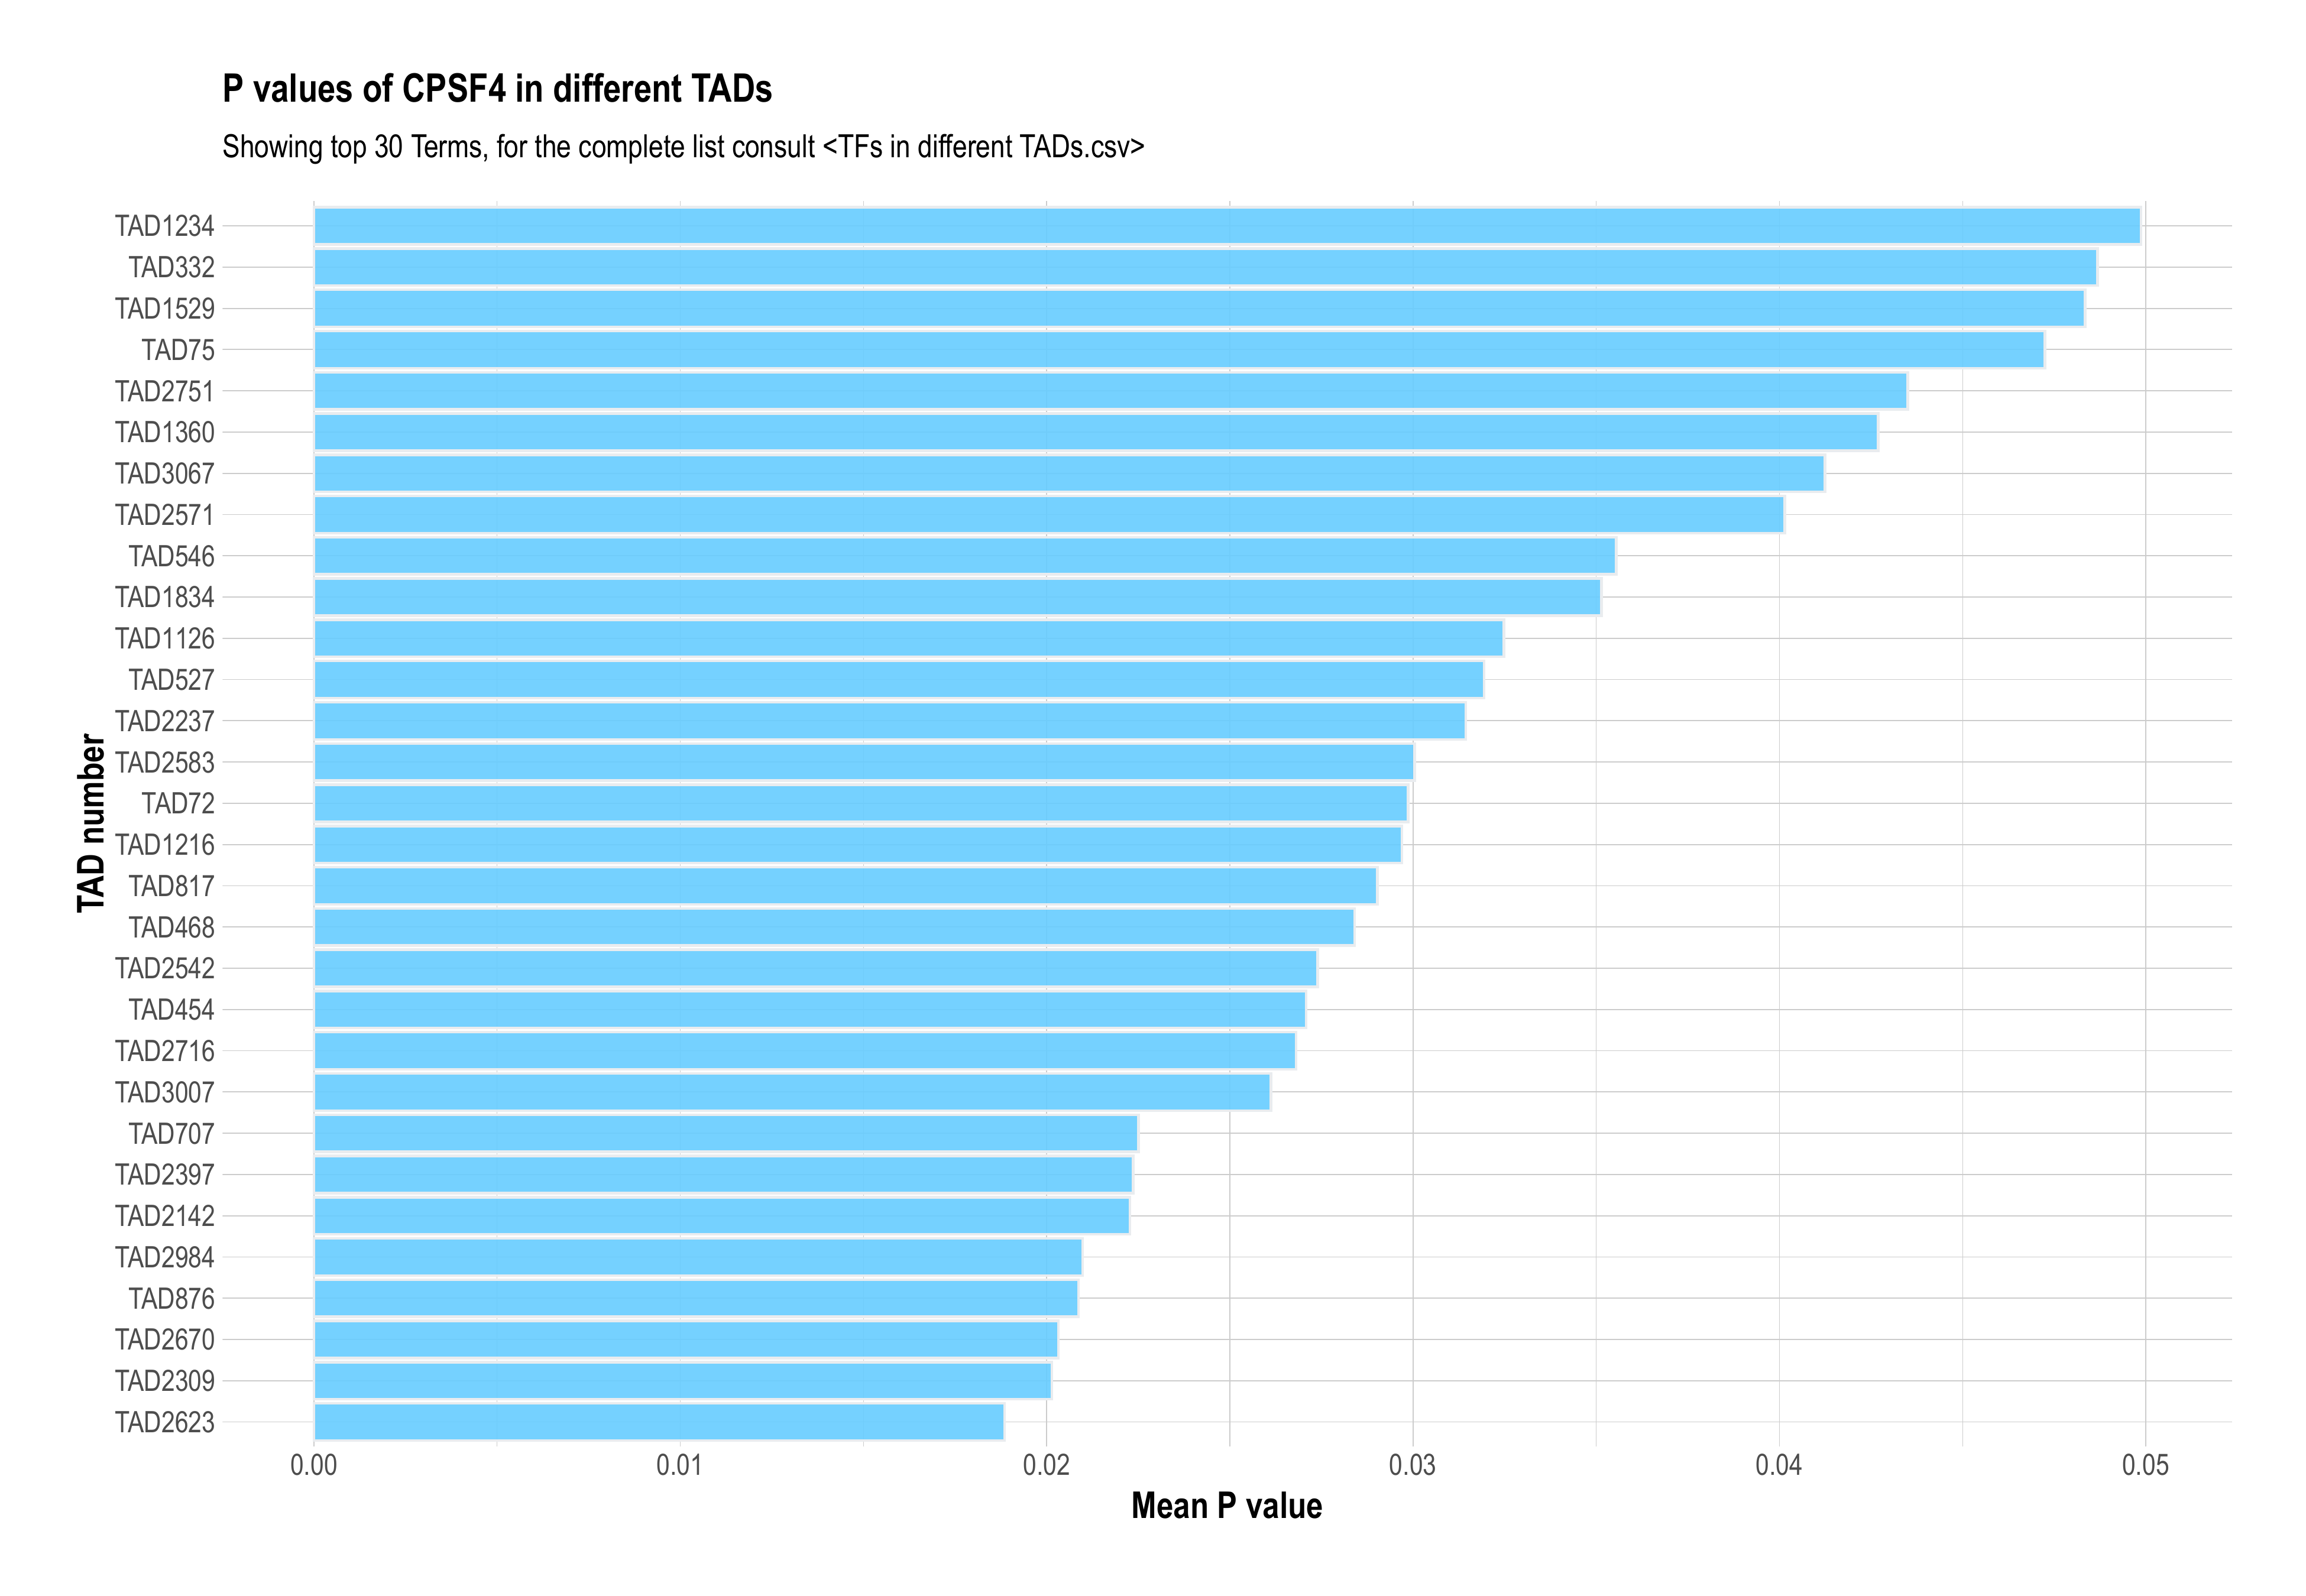 P values of CPSF4 in different TADs
Showing top 30 Terms, for the complete list consult <TFs in different TADs.csv>
TAD1234
TAD332
TAD1529
TAD75
TAD2751
TAD1360
TAD3067
TAD2571
TAD546
TAD1834
TAD1126
TAD527
TAD2237
TAD2583
TAD72
TAD1216
TAD817
TAD468
TAD2542
TAD454
TAD2716
TAD3007
TAD707
TAD2397
TAD2142
TAD2984
TAD876
TAD2670
TAD2309
TAD2623
TAD number
0.00 0.01 0.02 0.03 0.04 0.05
Mean P value